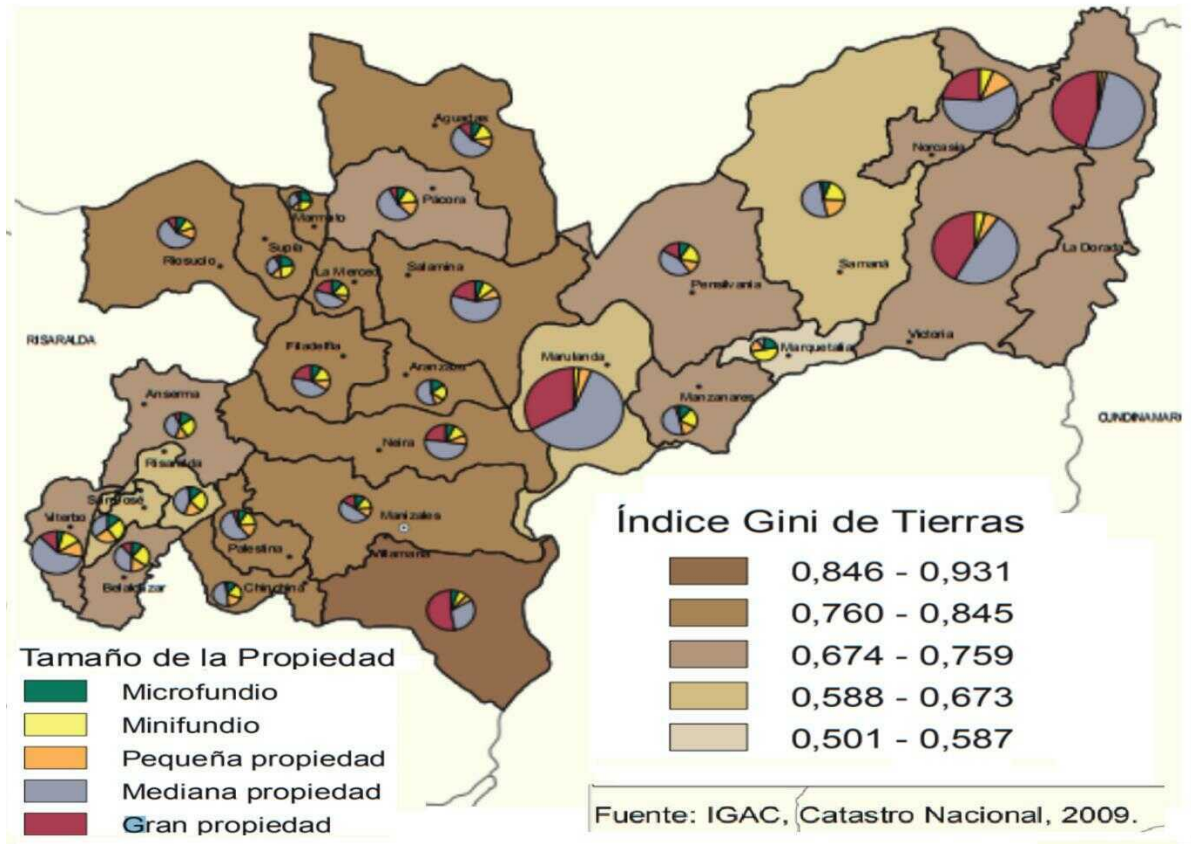 Aguadas
Pácora
Norcasia
Marmato
Supía
Riosucio
La Merced
Salamina
La Dorada
Samaná
Pensilvania
RISARALDA
Filadelfia
Marulanda
Marquetalia
Victoria
Aranzazu
Anserma
Manzanares
CUNDINAMAR
Neira
Risaralda
San José
Viterbo
Manizales
Palestina
Villamaría
Belalcázar
Chinchiná
Índice Gini de Tierras
0,846 - 0,931
0,760 - 0,845
0,674 - 0,759
0,588 - 0,673
0,501 - 0,587
Tamaño de la Propiedad
Microfundio
Minifundio
Pequeña propiedad
Mediana propiedad
Gran propiedad
Fuente: IGAC, Catastro Nacional, 2009.